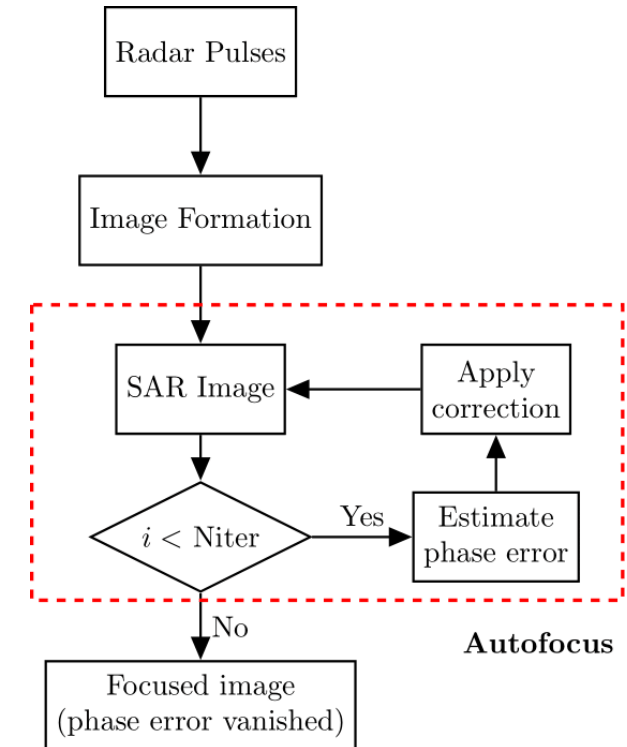 Radar Pulses
Image Formation
SAR Image
Apply
correction
i < Niter
Yes
Estimate
phase error
No
Autofocus
Focused image
(phase error vanished)